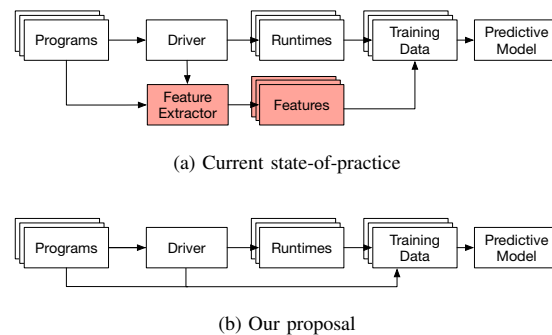 Programs
Driver
Runtimes
Training
Data
Predictive
Model
Feature
Extractor
Features
(a) Current state-of-practice
Programs
Driver
Runtimes
Training
Data
Predictive
Model
(b) Our proposal